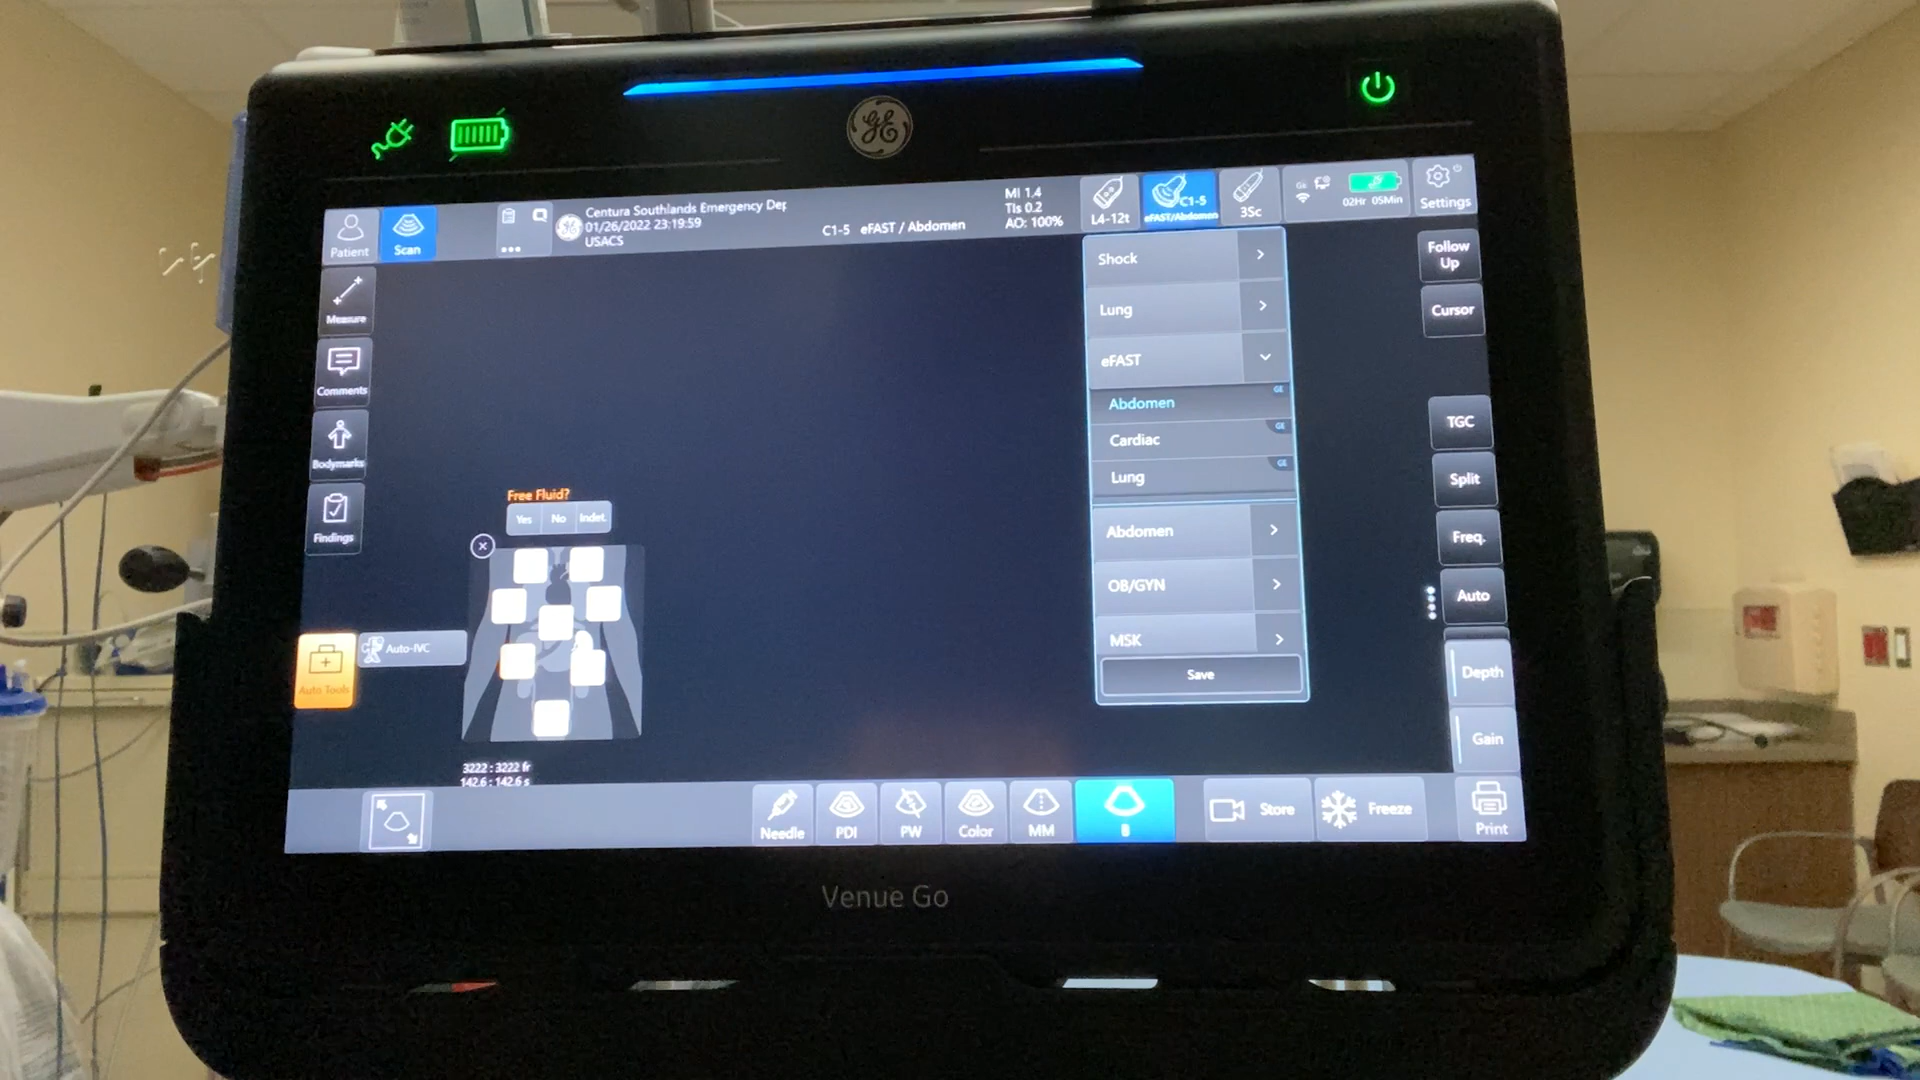 GE
Patient
Scan
Centura Southlands Emergency Dep
01/26/2022 23:19:59
USACS
C1-5 eFAST / Abdomen
MI 1.4
TIs 0.2
AO: 100%
L4-12t
C1-5
eFAST/Abdomen
3Sc
02Hr 05Min
Settings
Measure
Comments
Bodymarks
Findings
Auto Tools
Auto-IVC
Free Fluid?
Yes No Indet.
3222 : 3222 fr
142.6 : 142.6 s
Shock
Lung
eFAST
Abdomen GE
Cardiac GE
Lung GE
Abdomen
OB/GYN
MSK
Save
Follow
Up
Cursor
TGC
Split
Freq.
Auto
Depth
Gain
Needle
PDI
PW
Color
MM
B
Store
Freeze
Print
Venue Go